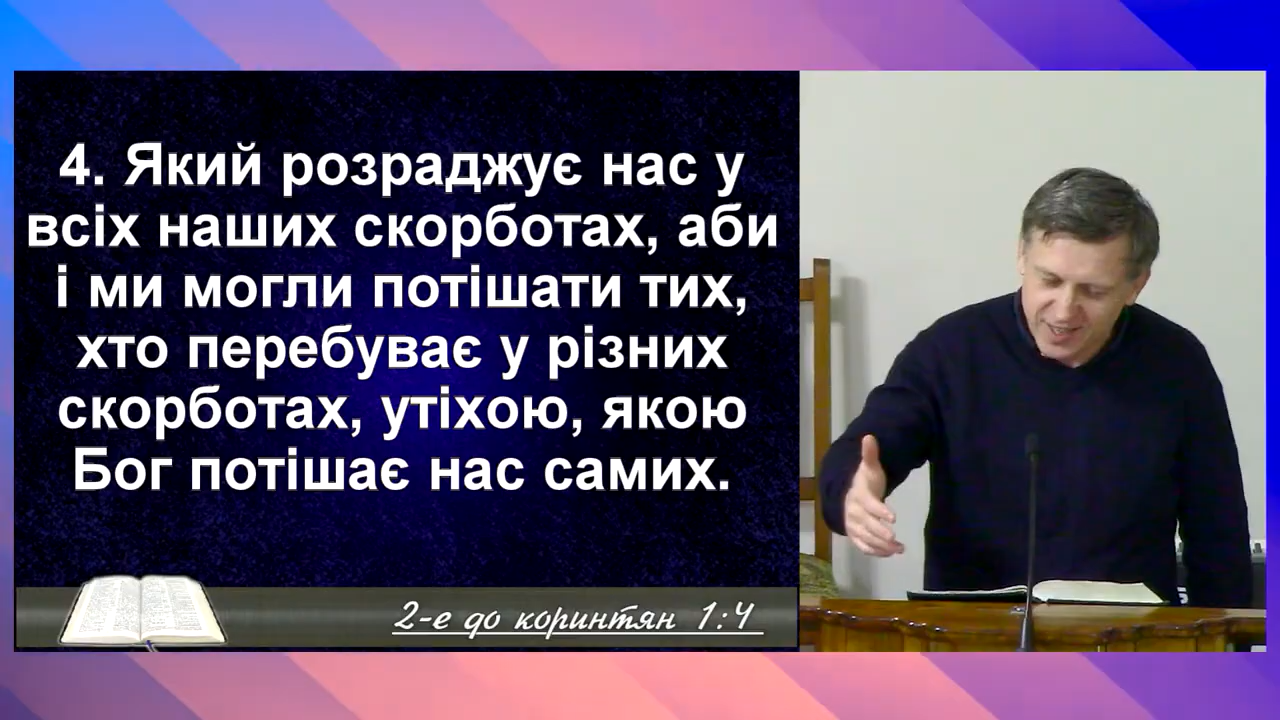 4. Який розраджує нас у
всіх наших скорботах, аби
і ми могли потішати тих,
хто перебуває у різних
скорботах, утіхою, якою
Бог потішає нас самих.
2-е до коринтян 1:4